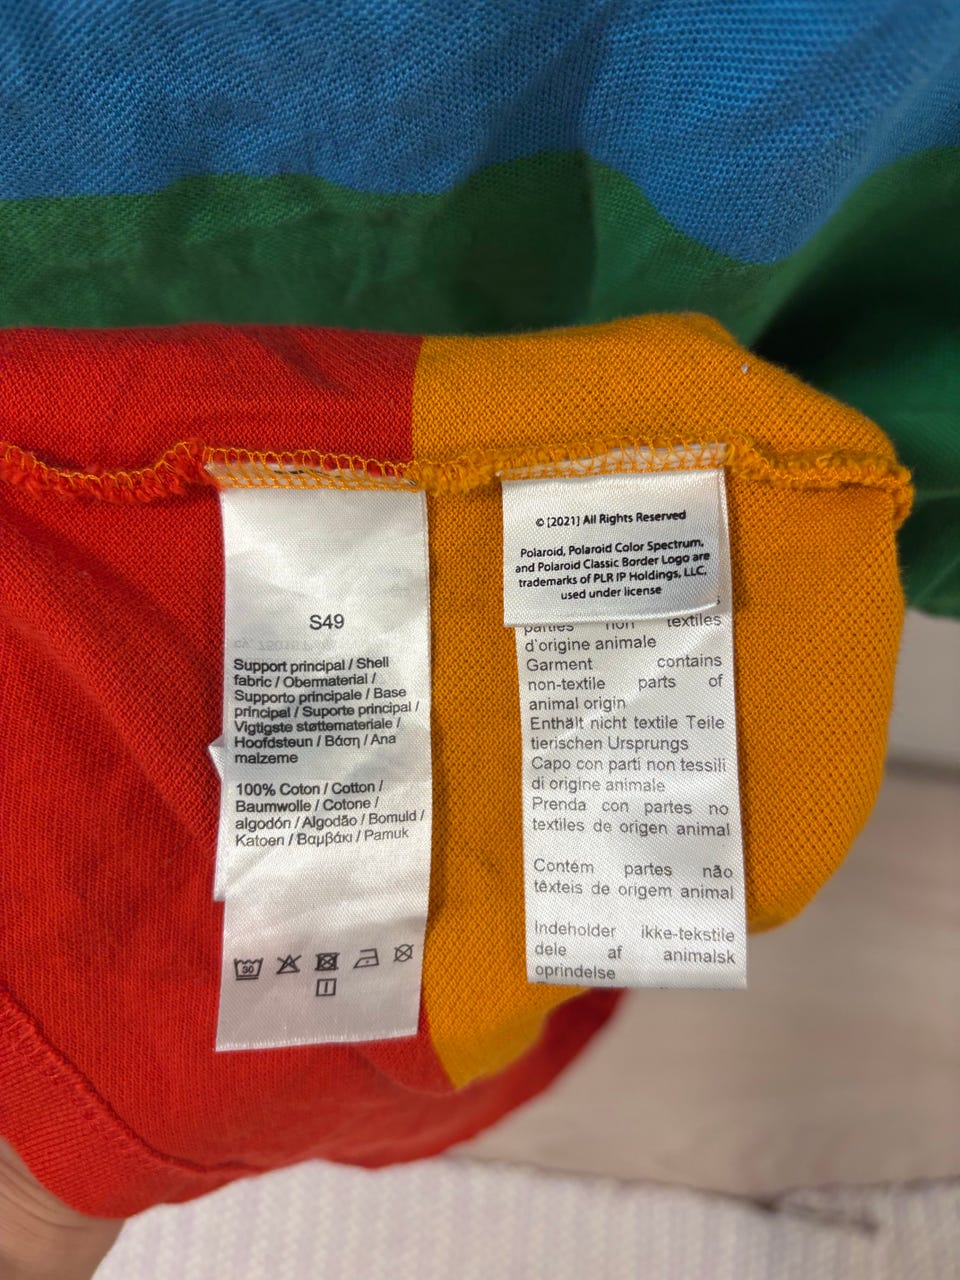 S49
Support principal / Shell
fabric / Obermaterial /
Supporto principale / Base
principal / Suporte principal /
Vigtigste støttemateriale /
Hoofdsteun / Βάση / Ana
malzeme
100% Coton / Cotton /
Baumwolle / Cotone /
algodón / Algodão / Bomuld /
Katoen / Βαμβάκι / Pamuk
30
© [2021] All Rights Reserved
Polaroid, Polaroid Color Spectrum,
and Polaroid Classic Border Logo are
trademarks of PLR IP Holdings, LLC,
used under license
parties non textiles
d'origine animale
Garment contains
non-textile parts of
animal origin
Enthält nicht textile Teile
tierischen Ursprungs
Capo con parti non tessili
di origine animale
Prenda con partes no
textiles de origen animal
Contém partes não
têxteis de origem animal
Indeholder ikke-tekstile
dele af animalsk
oprindelse